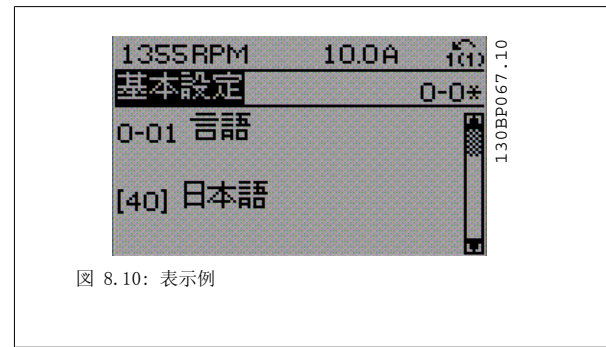 1355RPM 10.0A 1(1)
基本設定 0-0*
0-01 言語
[40] 日本語
130BP067.10
図 8.10: 表示例